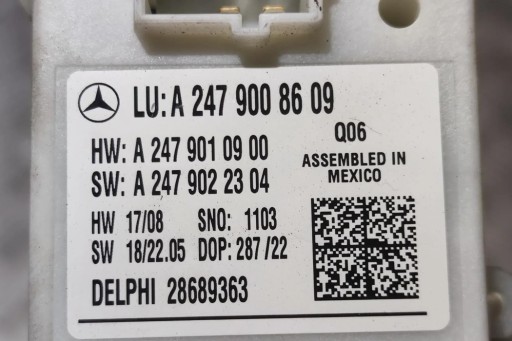 LU: A 247 900 86 09
HW: A 247 901 09 00
SW: A 247 902 23 04
Q06
ASSEMBLED IN
MEXICO
HW 17/08 SNO: 1103
SW 18/22.05 DOP: 287/22
DELPHI 28689363